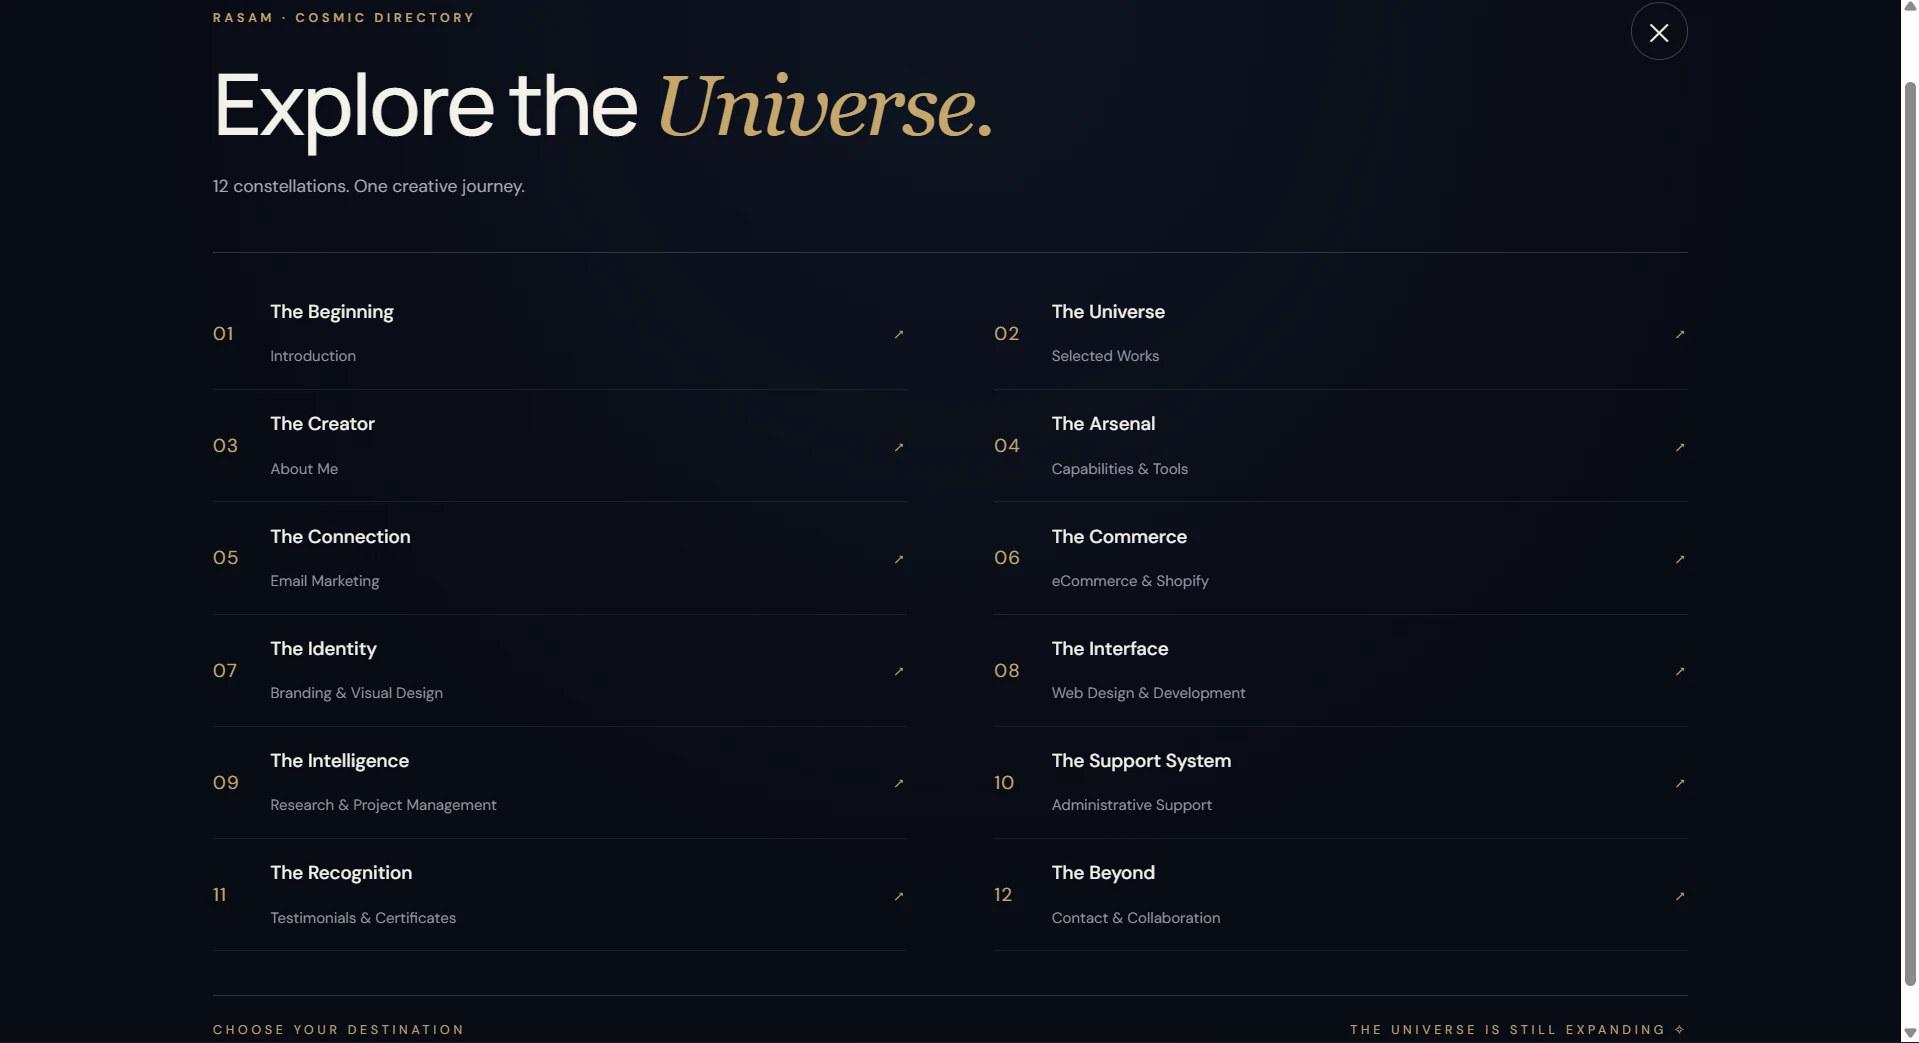 RASAM · COSMIC DIRECTORY
Explore the Universe.
12 constellations. One creative journey.
01
The Beginning
Introduction
↗
02
The Universe
Selected Works
↗
03
The Creator
About Me
↗
04
The Arsenal
Capabilities & Tools
↗
05
The Connection
Email Marketing
↗
06
The Commerce
eCommerce & Shopify
↗
07
The Identity
Branding & Visual Design
↗
08
The Interface
Web Design & Development
↗
09
The Intelligence
Research & Project Management
↗
10
The Support System
Administrative Support
↗
11
The Recognition
Testimonials & Certificates
↗
12
The Beyond
Contact & Collaboration
↗
CHOOSE YOUR DESTINATION
THE UNIVERSE IS STILL EXPANDING ✧